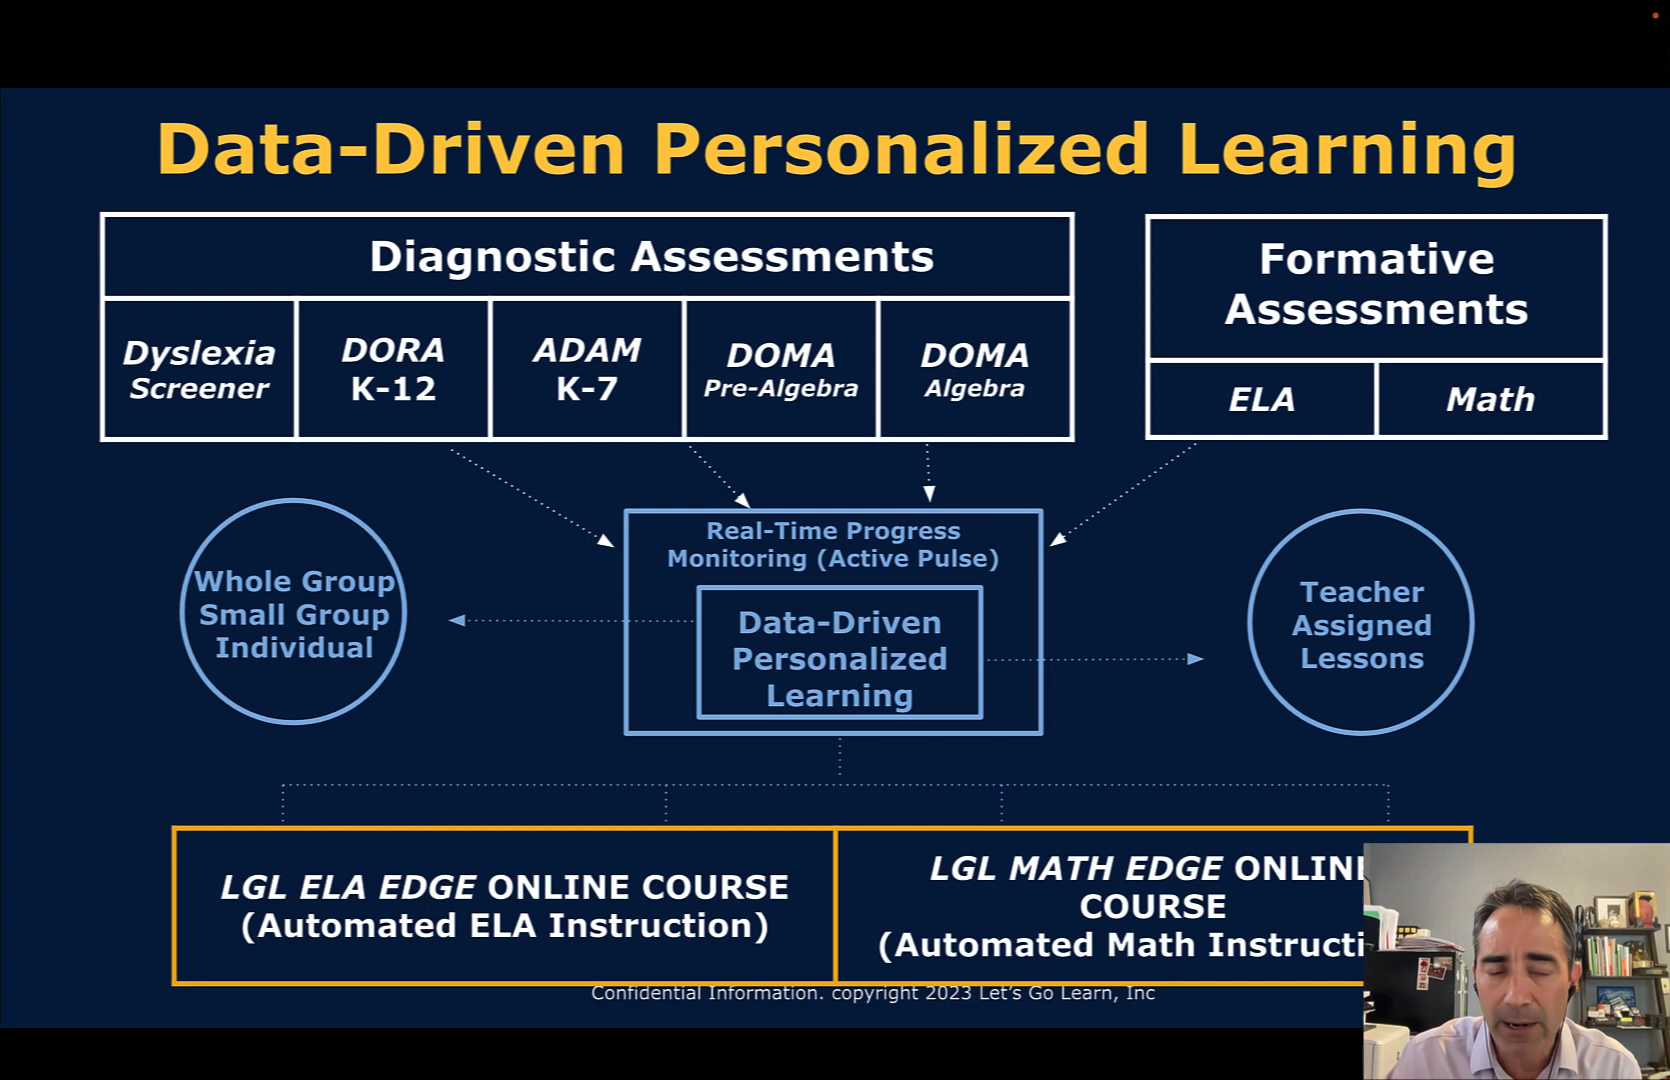 Data-Driven Personalized Learning
Diagnostic Assessments
Formative
Assessments
Dyslexia
Screener
DORA
K-12
ADAM
K-7
DOMA
Pre-Algebra
DOMA
Algebra
ELA
Math
Real-Time Progress
Monitoring (Active Pulse)
Whole Group
Small Group
Individual
Data-Driven
Personalized
Learning
Teacher
Assigned
Lessons
LGL ELA EDGE ONLINE COURSE
(Automated ELA Instruction)
LGL MATH EDGE ONLIN
COURSE
(Automated Math Instructi
Confidential Information. copyright 2023 Let's Go Learn, Inc